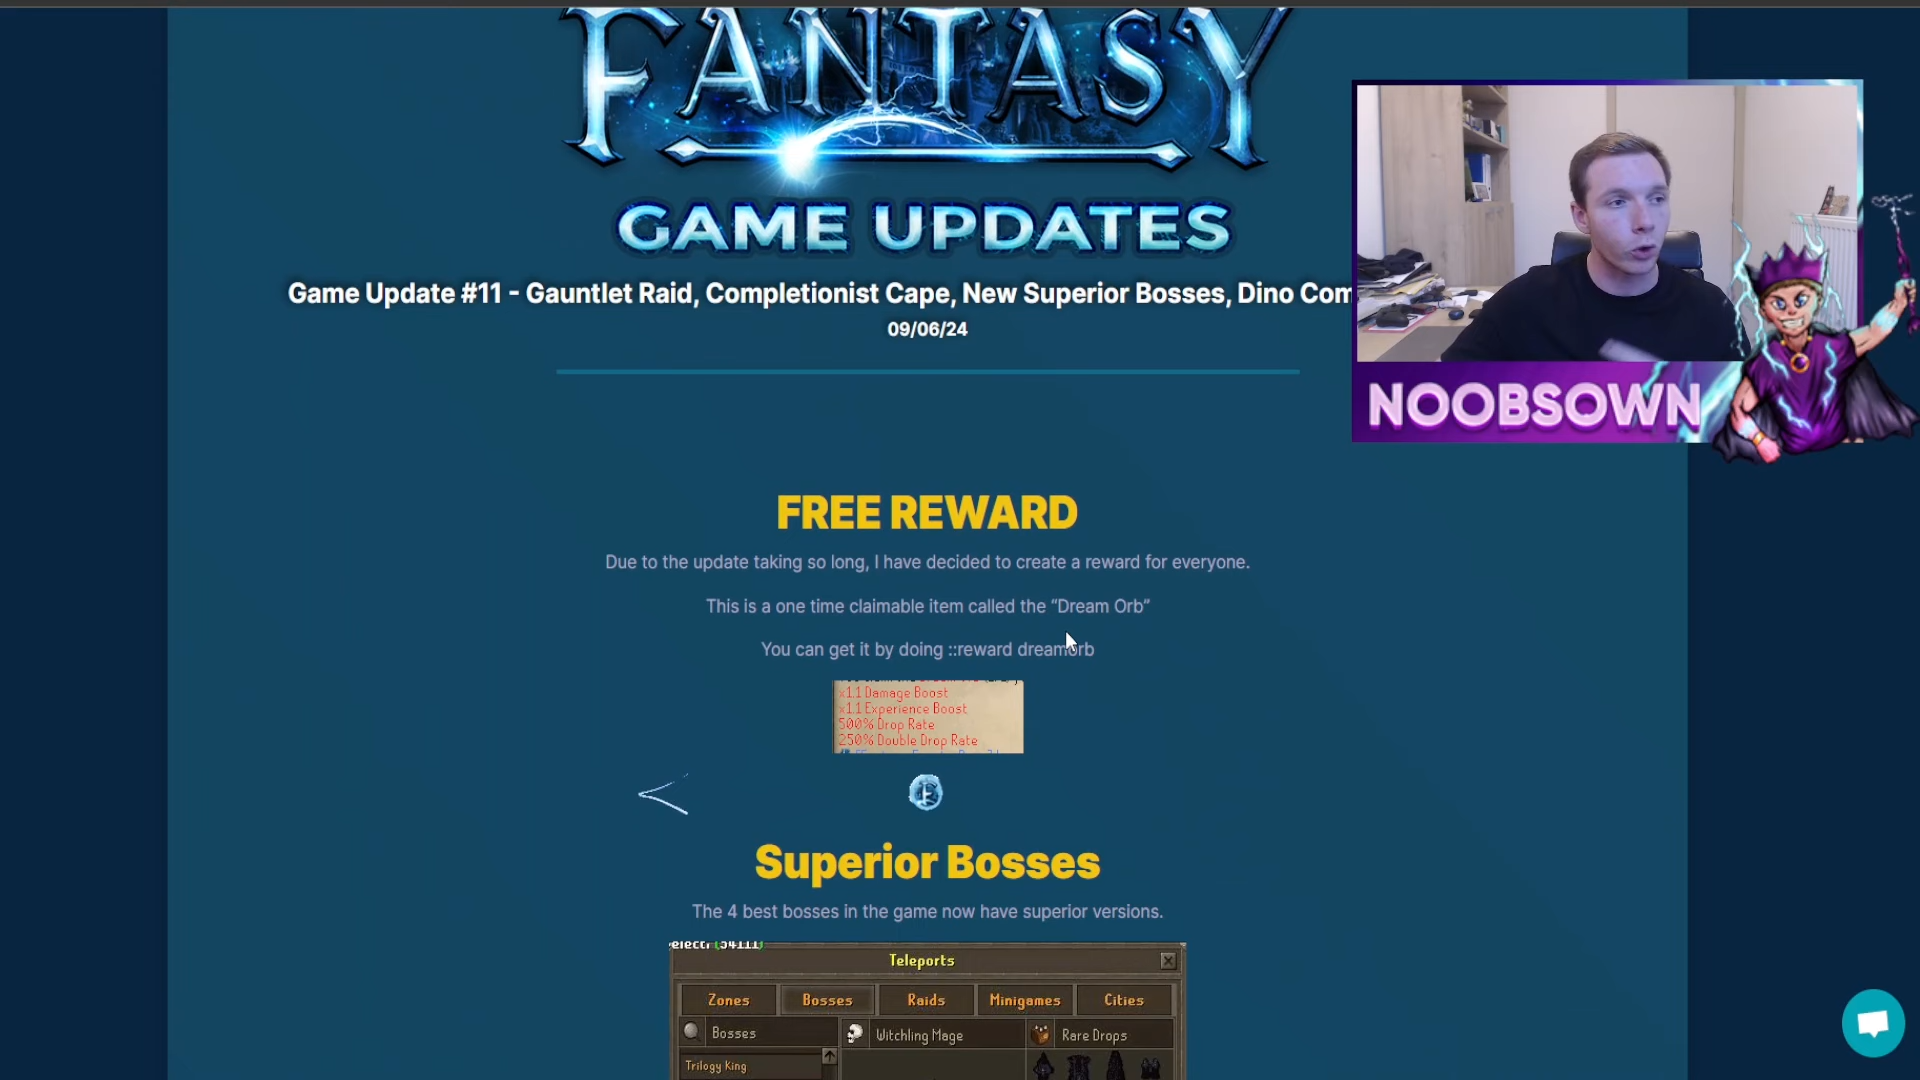 FANTASY
GAME UPDATES
Game Update #11 - Gauntlet Raid, Completionist Cape, New Superior Bosses, Dino Com
09/06/24
NOOBSOWN
FREE REWARD
Due to the update taking so long, I have decided to create a reward for everyone.
This is a one time claimable item called the “Dream Orb”
You can get it by doing ::reward dreamorb
x1.1 Damage Boost
x1.1 Experience Boost
500% Drop Rate
250% Double Drop Rate
Superior Bosses
The 4 best bosses in the game now have superior versions.
Teleports
Zones Bosses Raids Minigames Cities
Bosses Witchling Mage Rare Drops
Trilogy King